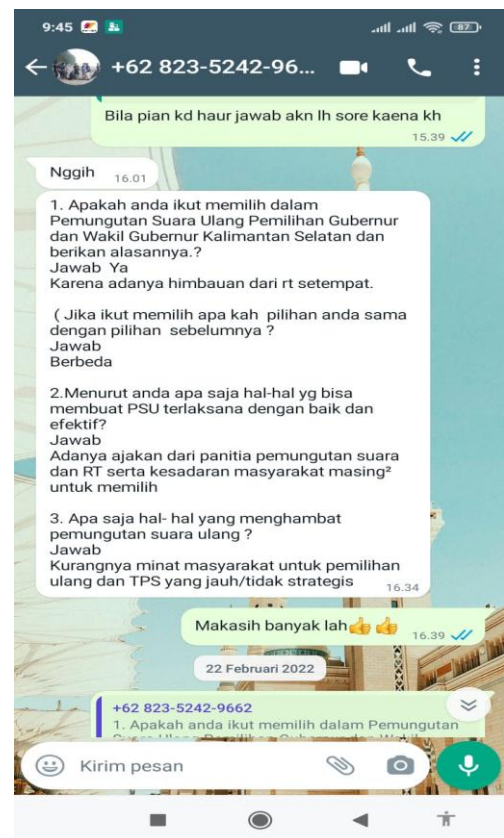 9:45
87
+62 823-5242-96...
Bila pian kd haur jawab akn lh sore kaena kh
15.39
Nggih
16.01
1. Apakah anda ikut memilih dalam
Pemungutan Suara Ulang Pemilihan Gubernur
dan Wakil Gubernur Kalimantan Selatan dan
berikan alasannya.?
Jawab Ya
Karena adanya himbauan dari rt setempat.
( Jika ikut memilih apa kah pilihan anda sama
dengan pilihan sebelumnya ?
Jawab
Berbeda
2.Menurut anda apa saja hal-hal yg bisa
membuat PSU terlaksana dengan baik dan
efektif?
Jawab
Adanya ajakan dari panitia pemungutan suara
dan RT serta kesadaran masyarakat masing²
untuk memilih
3. Apa saja hal- hal yang menghambat
pemungutan suara ulang ?
Jawab
Kurangnya minat masyarakat untuk pemilihan
ulang dan TPS yang jauh/tidak strategis
16.34
Makasih banyak lah👍👍
16.39
22 Februari 2022
+62 823-5242-9662
1. Apakah anda ikut memilih dalam Pemungutan
Kirim pesan